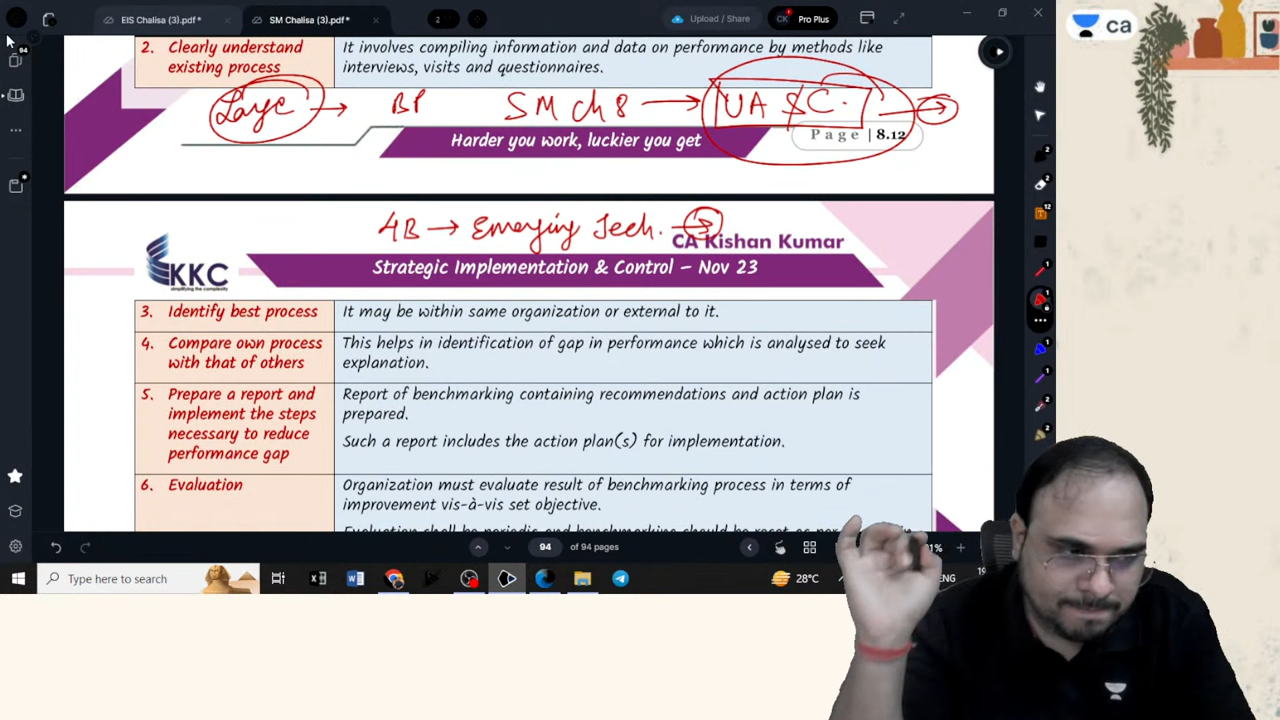 EIS Chalisa (3).pdf*
SM Chalisa (3).pdf*
2
Upload / Share
CK
Pro Plus
ca
94
2. Clearly understand existing process
It involves compiling information and data on performance by methods like
interviews, visits and questionnaires.
BP
SM Ch 8
UA
SC.
Page | 8.12
Harder you work, luckier you get
4B → Emerging Tech.
CA Kishan Kumar
KKC
simplifying the complexity
Strategic Implementation & Control – Nov 23
3. Identify best process
It may be within same organization or external to it.
4. Compare own process
with that of others
This helps in identification of gap in performance which is analysed to seek
explanation.
5. Prepare a report and
implement the steps
necessary to reduce
performance gap
Report of benchmarking containing recommendations and action plan is
prepared.
Such a report includes the action plan(s) for implementation.
6. Evaluation
Organization must evaluate result of benchmarking process in terms of
improvement vis-à-vis set objective.
94 of 94 pages
Type here to search
28°C
ENG